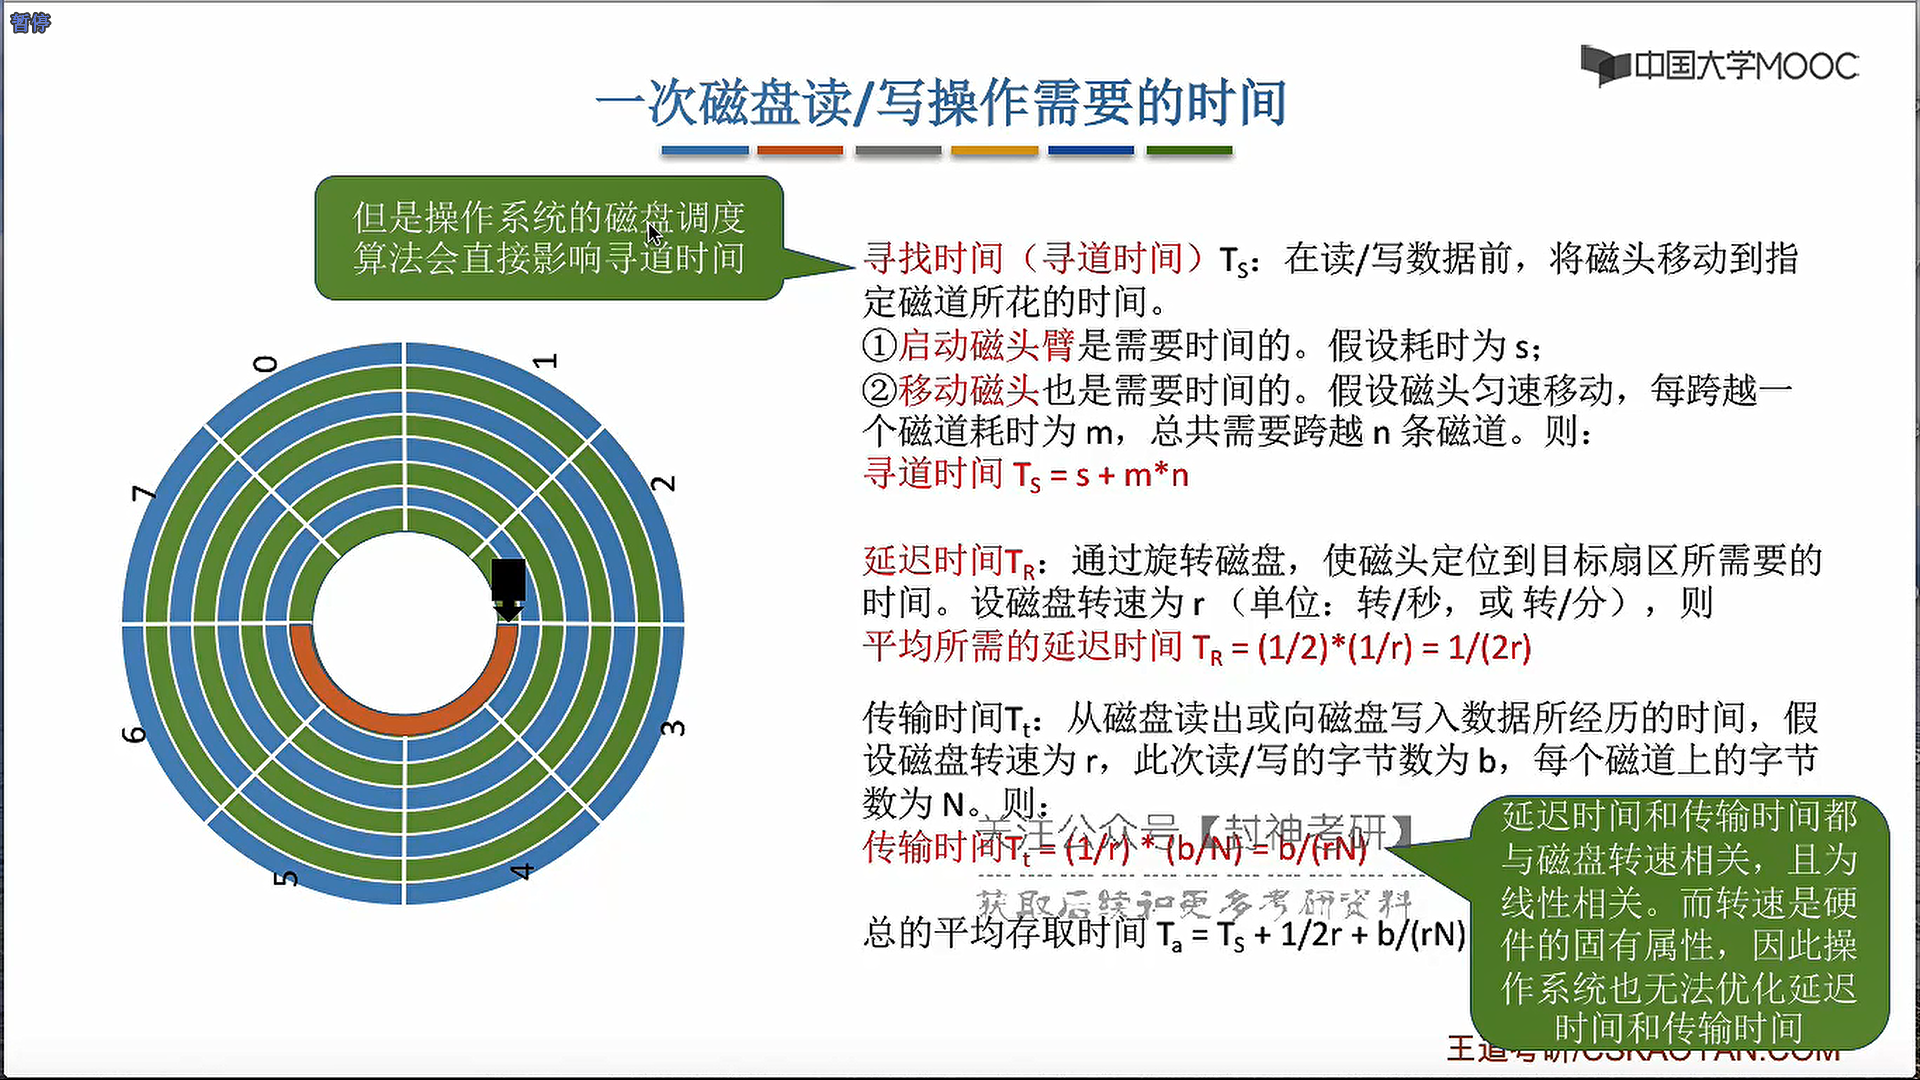 暂停
中国大学MOOC
一次磁盘读/写操作需要的时间
但是操作系统的磁盘调度
算法会直接影响寻道时间
寻找时间（寻道时间）TS：在读/写数据前，将磁头移动到指
定磁道所花的时间。
①启动磁头臂是需要时间的。假设耗时为 s；
②移动磁头也是需要时间的。假设磁头匀速移动，每跨越一
个磁道耗时为 m，总共需要跨越 n 条磁道。则：
寻道时间 TS = s + m*n
延迟时间TR：通过旋转磁盘，使磁头定位到目标扇区所需要的
时间。设磁盘转速为 r （单位：转/秒，或 转/分），则
平均所需的延迟时间 TR = (1/2)*(1/r) = 1/(2r)
传输时间Tt：从磁盘读出或向磁盘写入数据所经历的时间，假
设磁盘转速为 r，此次读/写的字节数为 b，每个磁道上的字节
数为 N。则：
关注公众号【封神考研】
传输时间Tt = (1/r) * (b/N) = b/(rN)
获取后续和更多考研资料
总的平均存取时间 Ta = TS + 1/2r + b/(rN)
延迟时间和传输时间都
与磁盘转速相关，且为
线性相关。而转速是硬
件的固有属性，因此操
作系统也无法优化延迟
时间和传输时间
王道考研/CSKAOYAN.COM
0
1
2
3
4
5
6
7